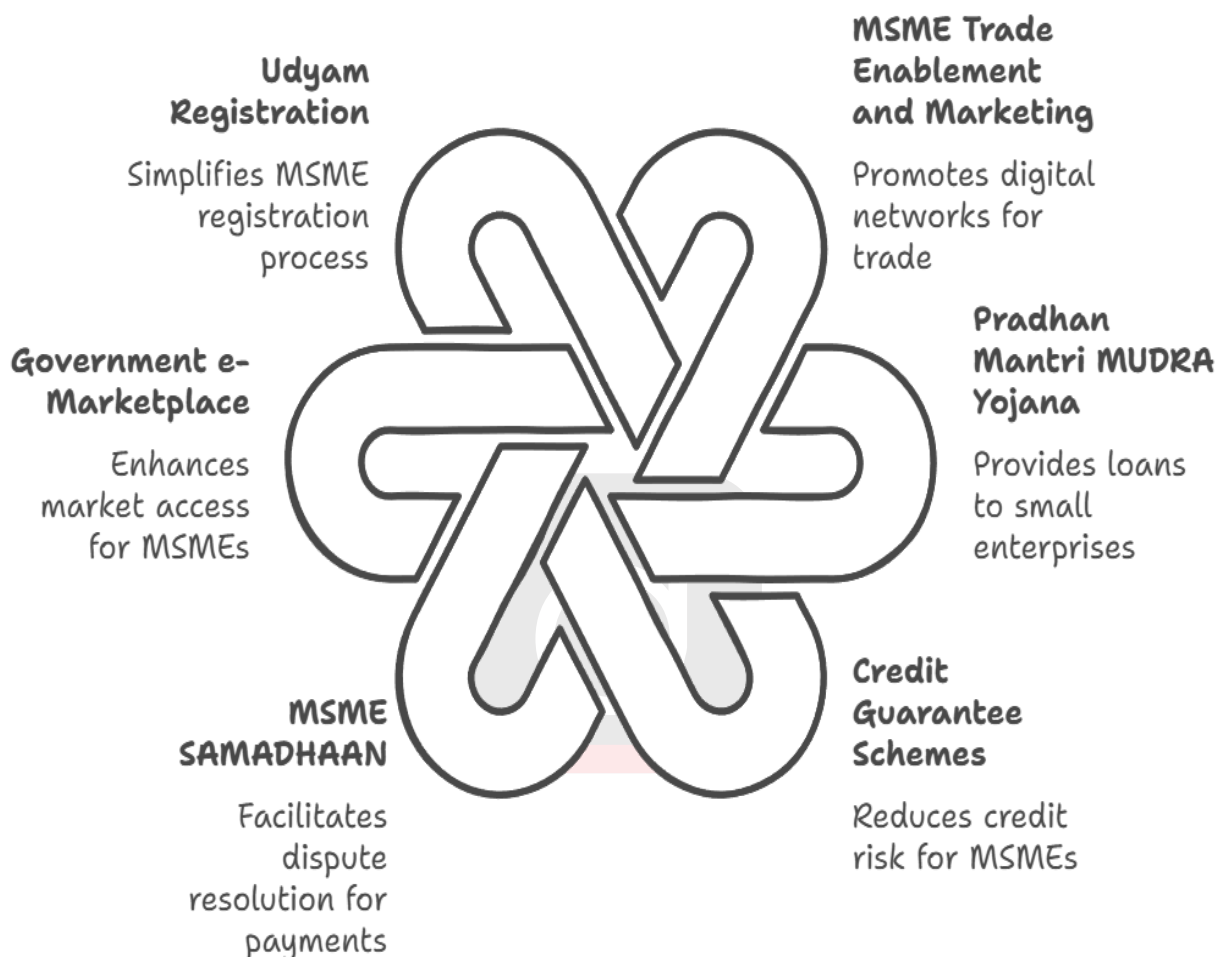 Udyam
Registration
Simplifies MSME
registration
process
MSME Trade
Enablement
and Marketing
Promotes digital
networks for
trade
Government e-
Marketplace
Enhances
market access
for MSMEs
Pradhan
Mantri MUDRA
Yojana
Provides loans
to small
enterprises
MSME
SAMADHAAN
Facilitates
dispute
resolution for
payments
Credit
Guarantee
Schemes
Reduces credit
risk for MSMEs